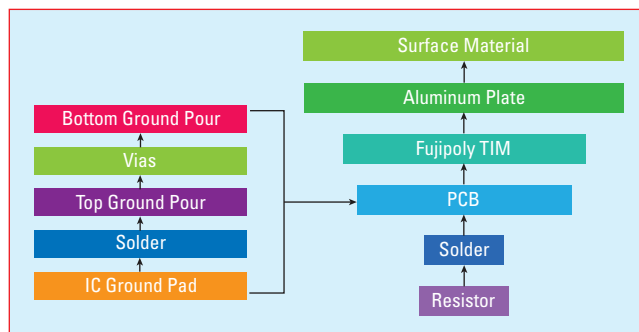 Surface Material
Aluminum Plate
Bottom Ground Pour
Fujipoly TIM
Vias
Top Ground Pour
PCB
Solder
Solder
IC Ground Pad
Resistor